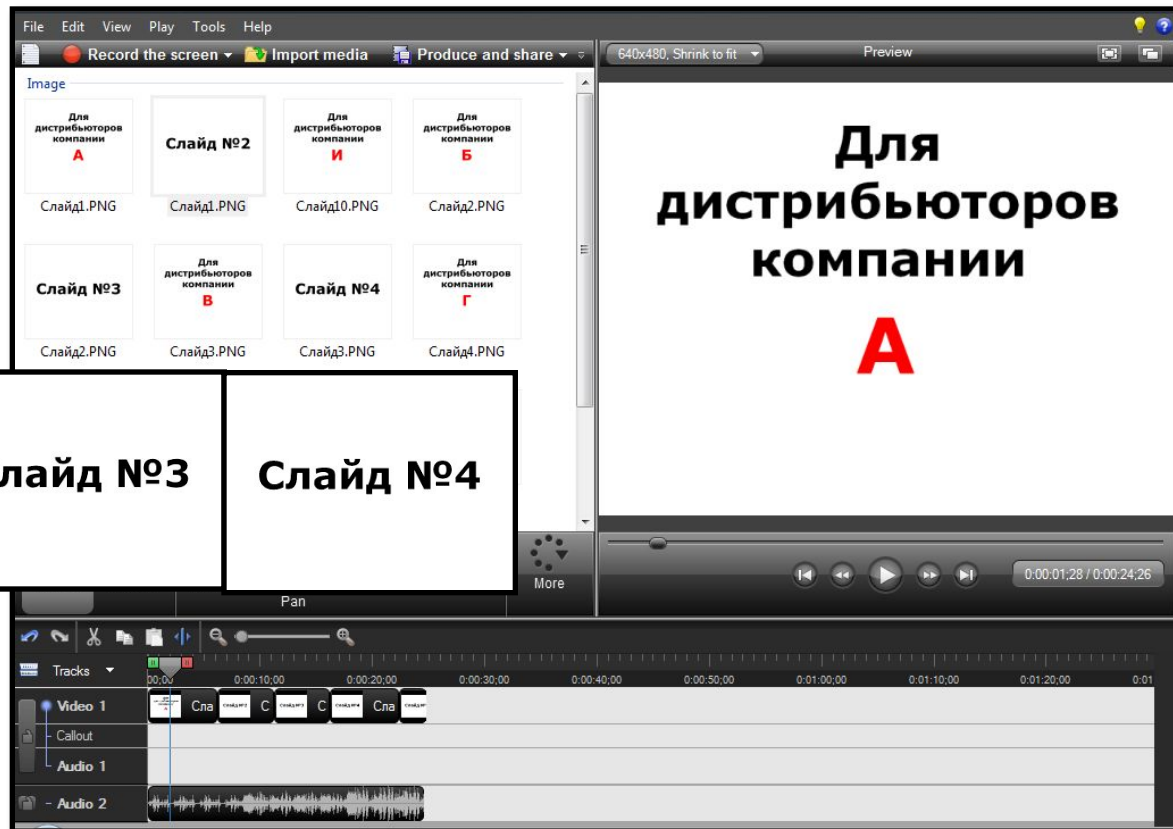 File Edit View Play Tools Help
Record the screen Import media Produce and share
640x480, Shrink to fit Preview
Image
Для
дистрибьюторов
компании
А
Слайд №2
Для
дистрибьюторов
компании
И
Для
дистрибьюторов
компании
Б
Слайд1.PNG Слайд1.PNG Слайд10.PNG Слайд2.PNG
Слайд №3
Для
дистрибьюторов
компании
В
Слайд №4
Для
дистрибьюторов
компании
Г
Слайд2.PNG Слайд3.PNG Слайд3.PNG Слайд4.PNG
Для
дистрибьюторов
компании
А
лайд №3
Слайд №4
More
Pan
0:00:01;28 / 0:00:24;26
Tracks
00;00 0:00:10;00 0:00:20;00 0:00:30;00 0:00:40;00 0:00:50;00 0:01:00;00 0:01:10;00 0:01:20;00 0:01
Video 1 Сла С С Сла
Callout
Audio 1
Audio 2